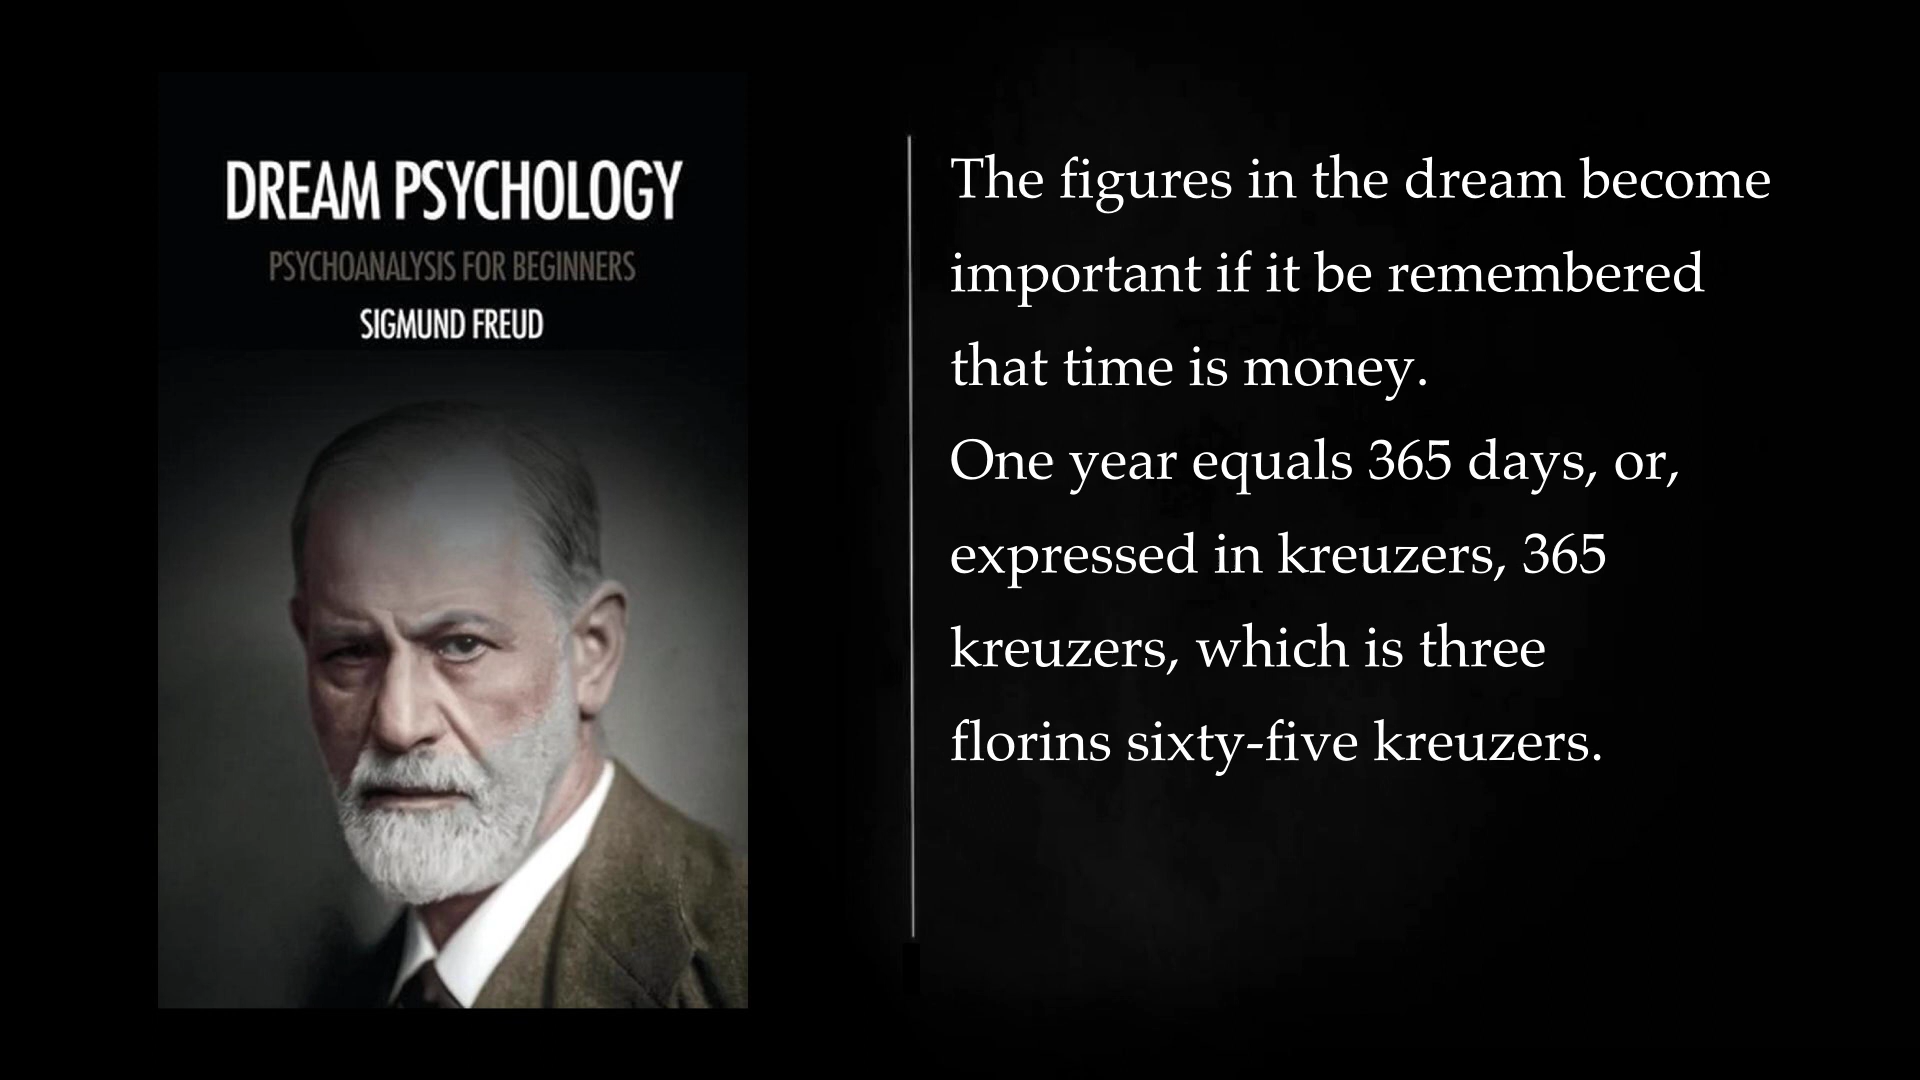 DREAM PSYCHOLOGY
PSYCHOANALYSIS FOR BEGINNERS
SIGMUND FREUD
The figures in the dream become
important if it be remembered
that time is money.
One year equals 365 days, or,
expressed in kreuzers, 365
kreuzers, which is three
florins sixty-five kreuzers.